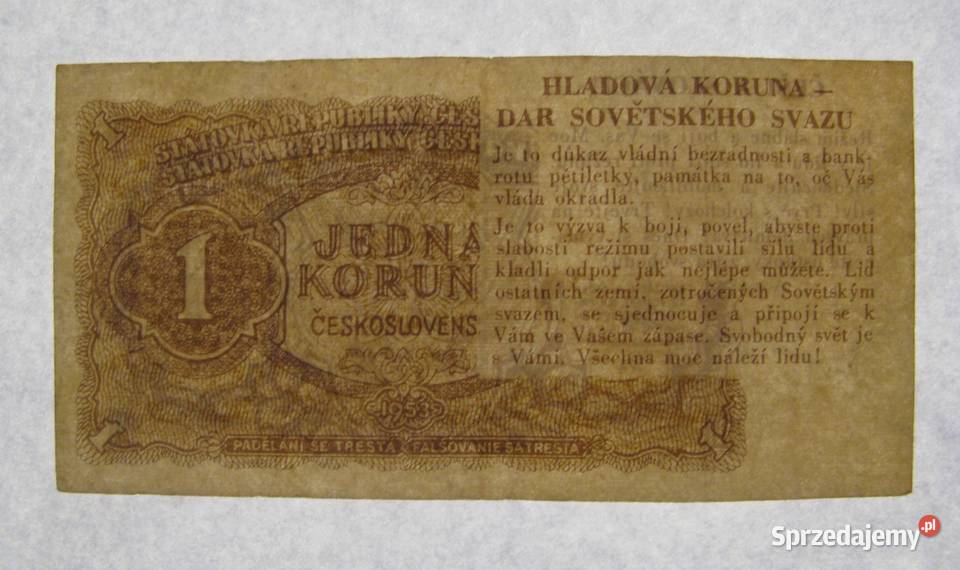 HLADOVÁ KORUNA –
DAR SOVĚTSKÉHO SVAZU
Je to důkaz vládní bezradnosti a bank-
rotu pětiletky, památka na to, oč Vás
vláda okradla.
Je to výzva k boji, povel, abyste proti
slabosti režimu postavili sílu lidu a
kladli odpor jak nejlépe můžete. Lid
ostatních zemí, zotročených Sovětským
svazem, se sjednocuje a připojí se k
Vám ve Vašem zápase. Svobodný svět je
s Vámi. Všechna moc náleží lidu!
STÁTOVKA REPUBLIKY ČES
ŠTÁTOVKA REPUBLIKY ČESK
1
1
JEDNA
KORUN
ČESKOSLOVENS
1953
1
1
PADĚLÁNÍ SE TRESTÁ FALŠOVANIE SA TRESTÁ
Sprzedajemy.pl